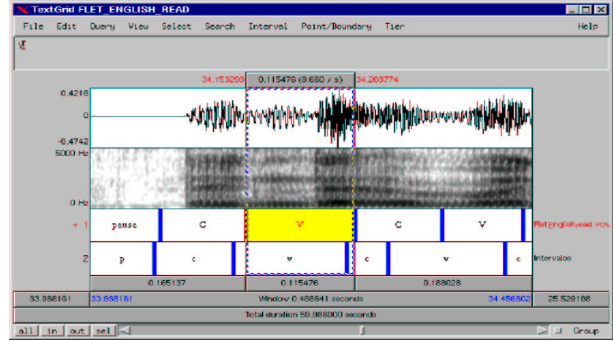 TextGrid FLET_ENGLISH_READ
File Edit Query View Select Search Interval Point/Boundary Tier Help
34.153298 0.115476 (8.660 / s) 34.268774
0.4218
0
-0.4742
5000 Hz
0 Hz
1 pause C V C V
2 p c v c v c Intervalos
0.165137 0.115476 0.188028
33.988161 33.988161 Window 0.468641 seconds 34.456802 25.529198
Total duration 59.986000 seconds
all in out sel Group